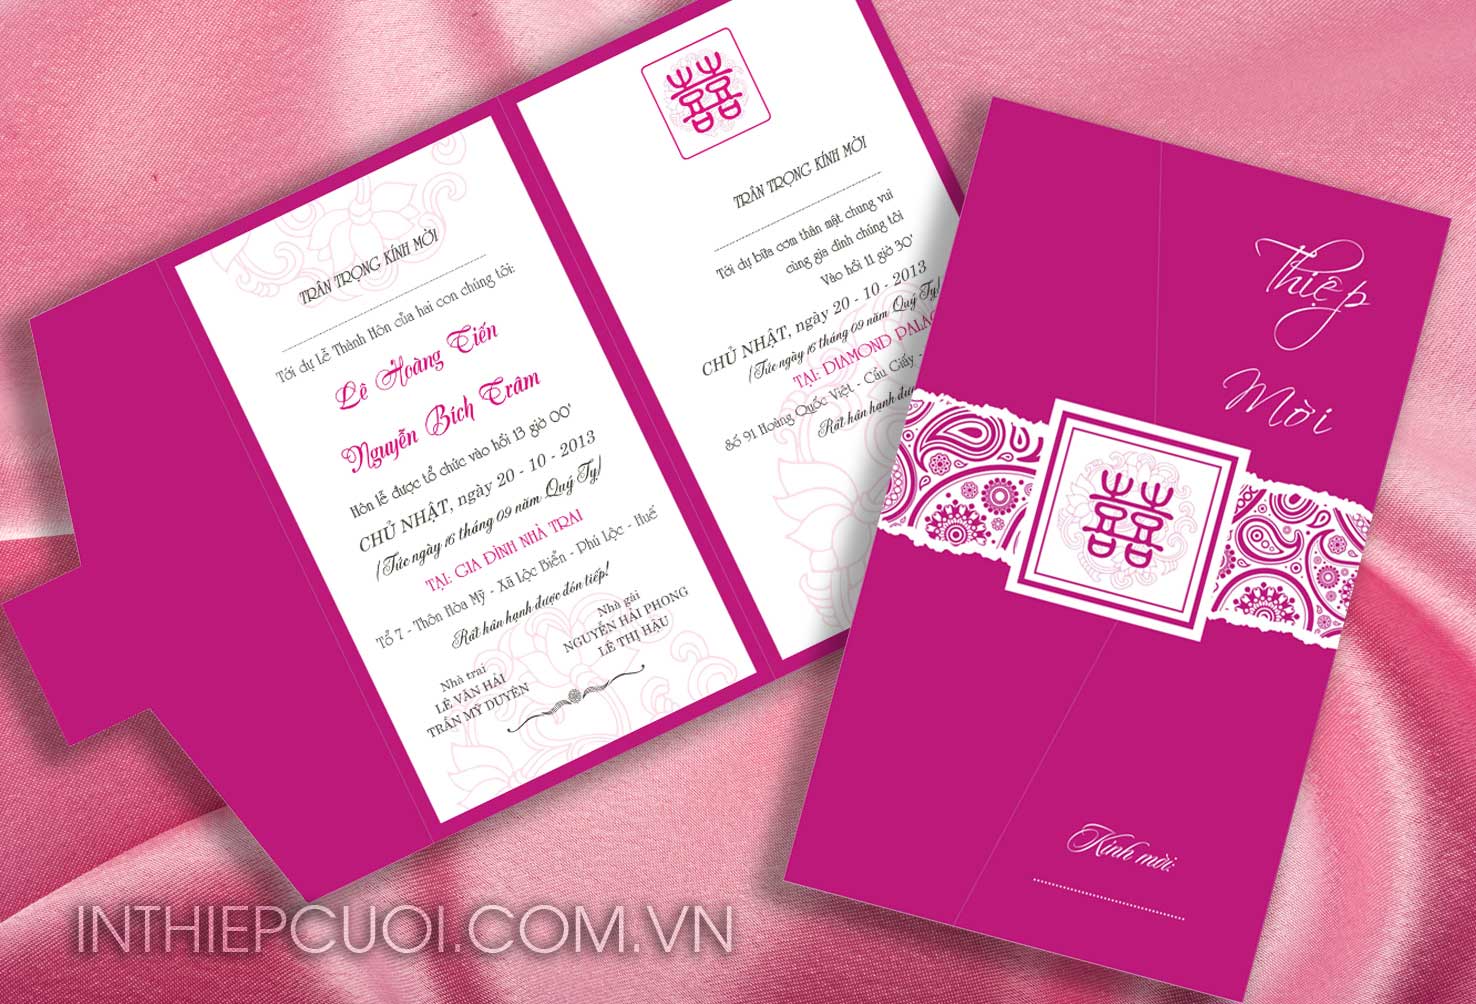 TRÂN TRỌNG KÍNH MỜI
Tới dự Lễ Thành Hôn của hai con chúng tôi:
Lê Hoàng Tiến
Nguyễn Bích Trâm
Hôn lễ được tổ chức vào hồi 13 giờ 00'
CHỦ NHẬT, ngày 20 - 10 - 2013
(Tức ngày 16 tháng 09 năm Quý Tỵ)
TẠI: GIA ĐÌNH NHÀ TRAI
Tổ 7 - Thôn Hòa Mỹ - Xã Lộc Biển - Phú Lộc - Huế
Rất hân hạnh được đón tiếp!
Nhà trai
LÊ VĂN HẢI
TRẦN MỸ DUYÊN
Nhà gái
NGUYỄN HẢI PHONG
LÊ THỊ HẬU
囍
TRÂN TRỌNG KÍNH MỜI
Tới dự bữa cơm thân mật chung vui
cùng gia đình chúng tôi
Vào hồi 11 giờ 30'
CHỦ NHẬT, ngày 20 - 10 - 2013
(Tức ngày 16 tháng 09 năm Quý Tỵ)
TẠI: DIAMOND
Số 91 Hoàng Quốc Việt - Cầu Giấy -
Rất hân hạnh
Thiệp
Mời
囍
Kính mời:
INTHIEPCUOI.COM.VN